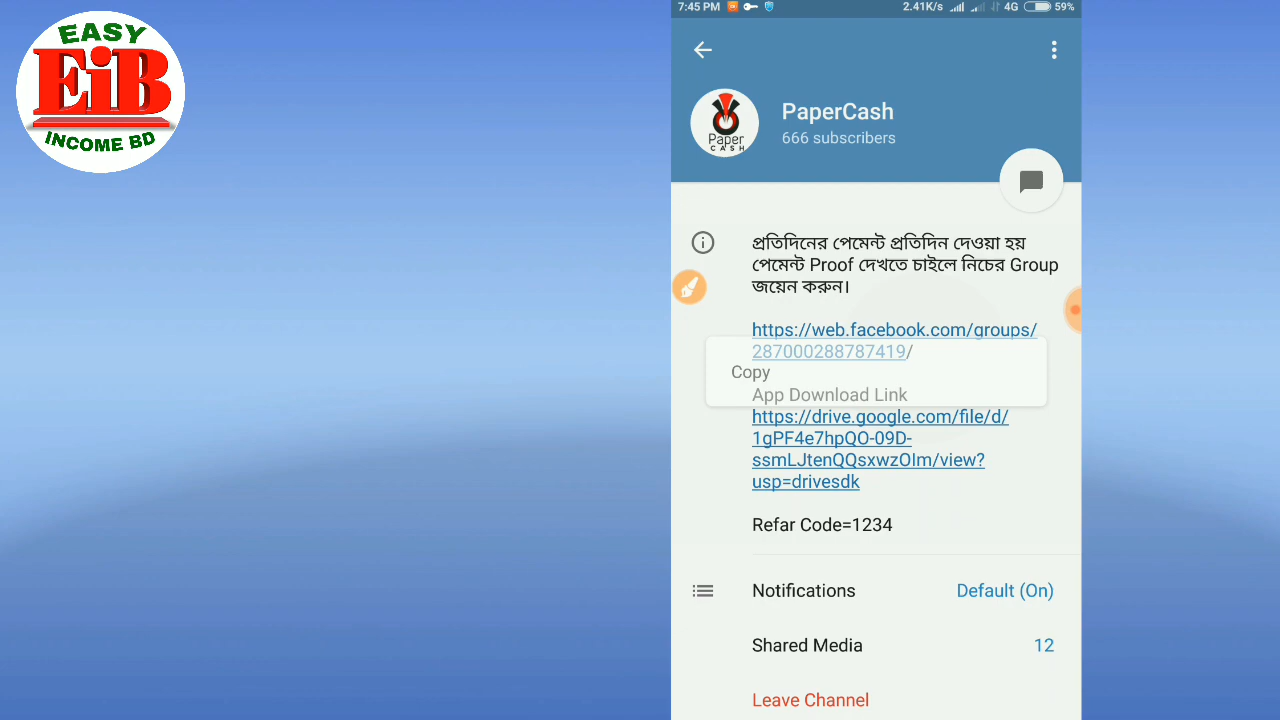 EASY
EiB
INCOME BD
7:45 PM
2.41K/s
4G
59%
PaperCash
666 subscribers
Paper
CASH
প্রতিদিনের পেমেন্ট প্রতিদিন দেওয়া হয়
পেমেন্ট Proof দেখতে চাইলে নিচের Group
জয়েন করুন।
https://web.facebook.com/groups/
287000288787419/
Copy
App Download Link
https://drive.google.com/file/d/
1gPF4e7hpQO-09D-
ssmLJtenQQsxwzOIm/view?
usp=drivesdk
Refar Code=1234
Notifications
Default (On)
Shared Media
12
Leave Channel